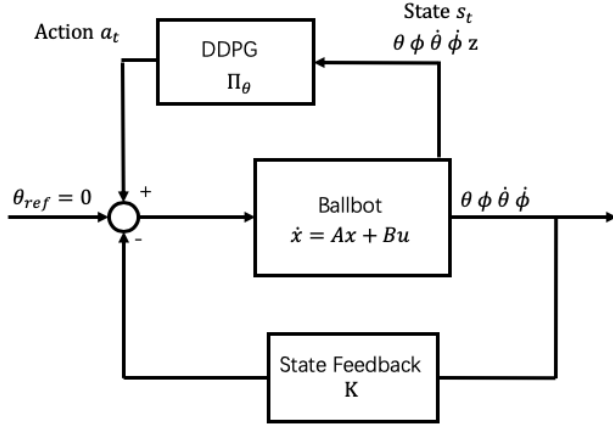 State s_t
Action a_t
θ ϕ θ̇ ϕ̇ z
DDPG
Π_θ
θ_ref = 0
+
-
Ballbot
ẋ = Ax + Bu
θ ϕ θ̇ ϕ̇
State Feedback
K